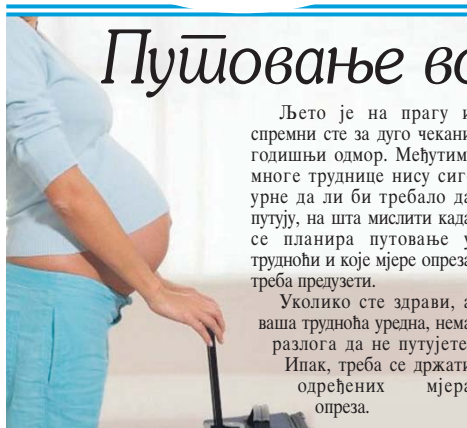 Путовање во
Љето је на прагу и
спремни сте за дуго чекани
годишњи одмор. Међутим,
многе труднице нису сиг-
урне да ли би требало да
путују, на шта мислити када
се планира путовање у
трудноћи и које мјере опреза
треба предузети.
Уколико сте здрави, а
ваша трудноћа уредна, нема
разлога да не путујете.
Ипак, треба се држати
одређених мјера
опреза.